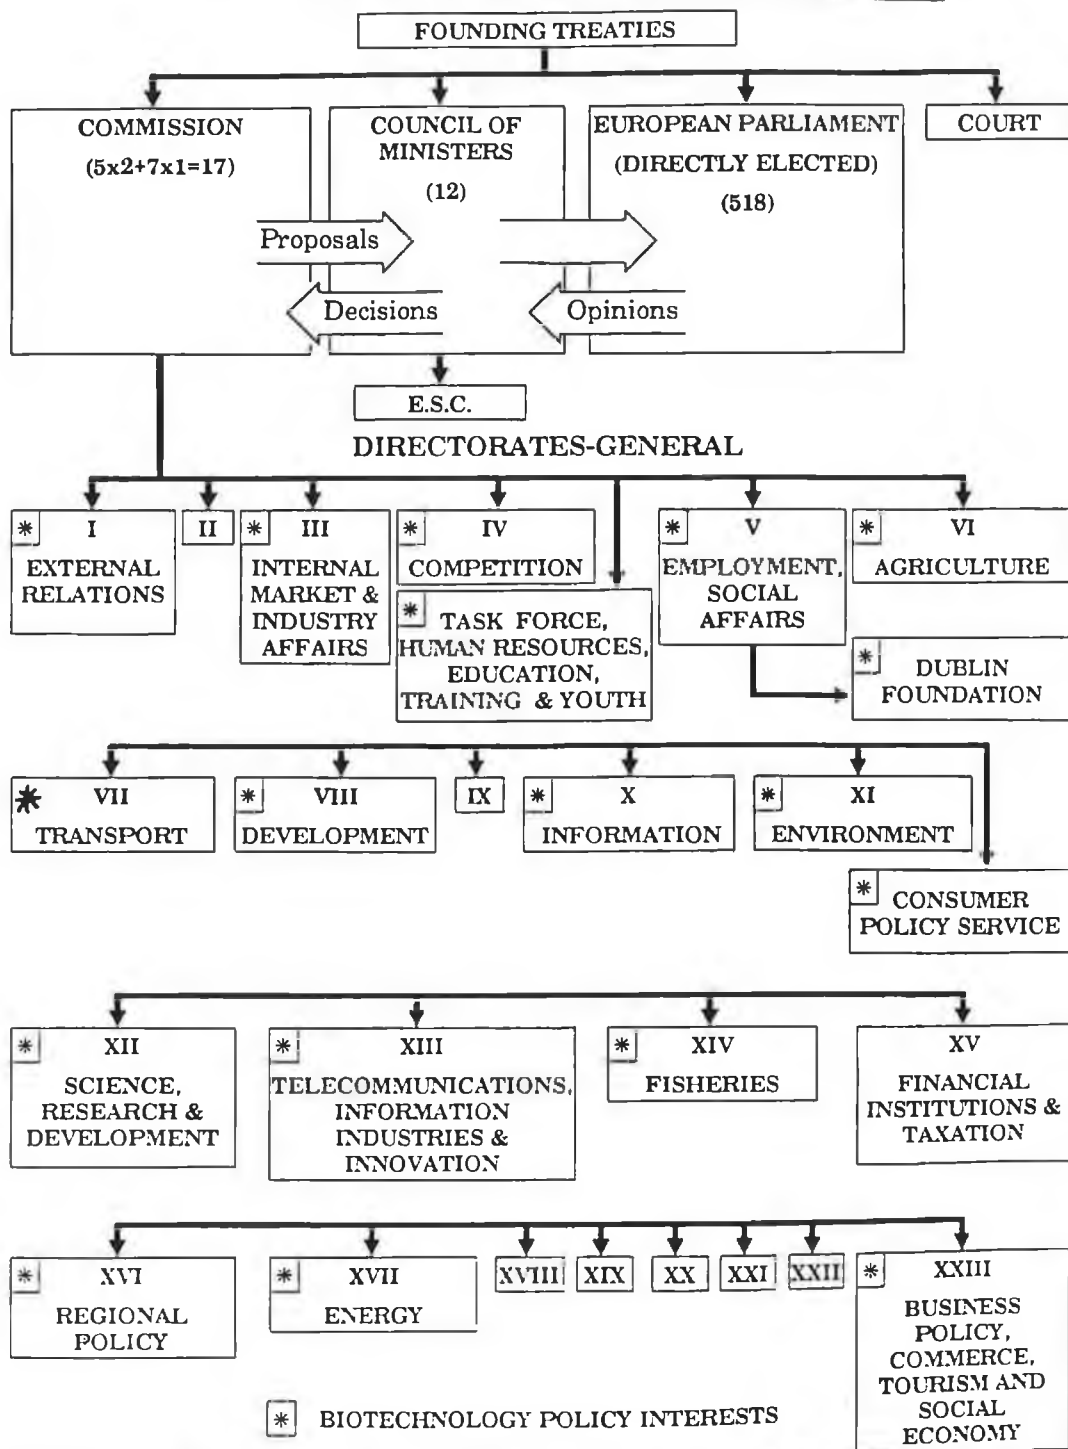 FOUNDING TREATIES
COMMISSION
(5x2+7x1=17)
COUNCIL OF
MINISTERS
(12)
EUROPEAN PARLIAMENT
(DIRECTLY ELECTED)
(518)
COURT
Proposals
Decisions
Opinions
E.S.C.
DIRECTORATES-GENERAL
* I
EXTERNAL
RELATIONS
II
* III
INTERNAL
MARKET &
INDUSTRY
AFFAIRS
* IV
COMPETITION
* TASK FORCE,
HUMAN RESOURCES,
EDUCATION,
TRAINING & YOUTH
* V
EMPLOYMENT,
SOCIAL
AFFAIRS
* VI
AGRICULTURE
* DUBLIN
FOUNDATION
* VII
TRANSPORT
* VIII
DEVELOPMENT
IX
* X
INFORMATION
* XI
ENVIRONMENT
* CONSUMER
POLICY SERVICE
* XII
SCIENCE,
RESEARCH &
DEVELOPMENT
* XIII
TELECOMMUNICATIONS,
INFORMATION
INDUSTRIES &
INNOVATION
* XIV
FISHERIES
XV
FINANCIAL
INSTITUTIONS &
TAXATION
* XVI
REGIONAL
POLICY
* XVII
ENERGY
XVIII
XIX
XX
XXI
XXII
* XXIII
BUSINESS
POLICY,
COMMERCE,
TOURISM AND
SOCIAL
ECONOMY
* BIOTECHNOLOGY POLICY INTERESTS